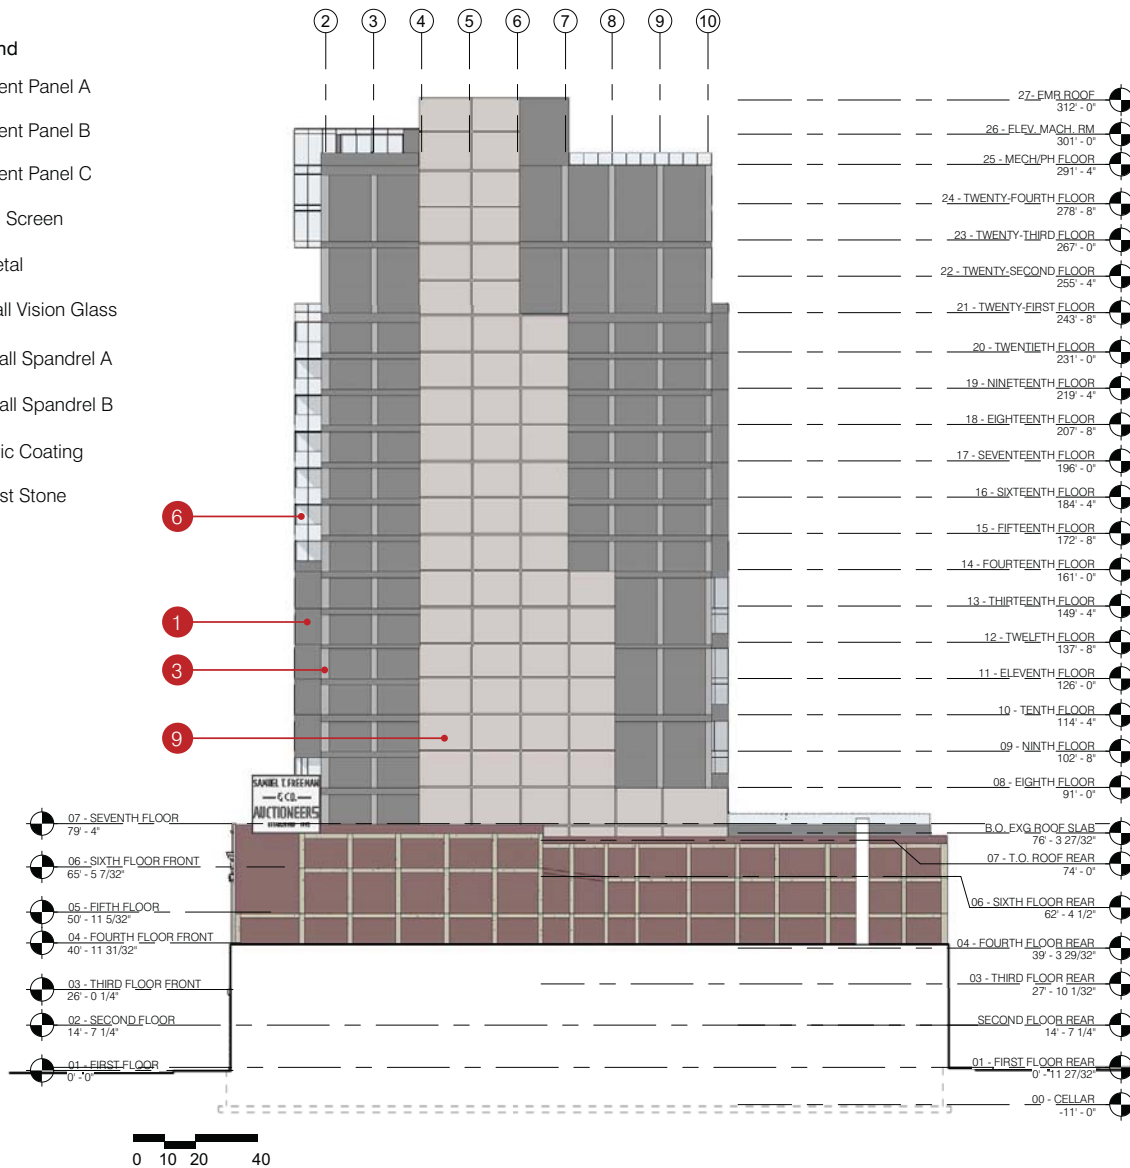 2 3 4 5 6 7 8 9 10
nd
ent Panel A
ent Panel B
ent Panel C
Screen
etal
all Vision Glass
all Spandrel A
all Spandrel B
ic Coating
st Stone
6
1
3
9
SAMUEL T. FREEMAN
& CO.
AUCTIONEERS
27- EMR ROOF
312' - 0"
26 - ELEV. MACH. RM
301' - 0"
25 - MECH/PH FLOOR
291' - 4"
24 - TWENTY-FOURTH FLOOR
278' - 8"
23 - TWENTY-THIRD FLOOR
267' - 0"
22 - TWENTY-SECOND FLOOR
255' - 4"
21 - TWENTY-FIRST FLOOR
243' - 8"
20 - TWENTIETH FLOOR
231' - 0"
19 - NINETEENTH FLOOR
219' - 4"
18 - EIGHTEENTH FLOOR
207' - 8"
17 - SEVENTEENTH FLOOR
196' - 0"
16 - SIXTEENTH FLOOR
184' - 4"
15 - FIFTEENTH FLOOR
172' - 8"
14 - FOURTEENTH FLOOR
161' - 0"
13 - THIRTEENTH FLOOR
149' - 4"
12 - TWELFTH FLOOR
137' - 8"
11 - ELEVENTH FLOOR
126' - 0"
10 - TENTH FLOOR
114' - 4"
09 - NINTH FLOOR
102' - 8"
08 - EIGHTH FLOOR
91' - 0"
B.O. EXG ROOF SLAB
76' - 3 27/32"
07 - T.O. ROOF REAR
74' - 0"
06 - SIXTH FLOOR REAR
62' - 4 1/2"
04 - FOURTH FLOOR REAR
39' - 3 29/32"
03 - THIRD FLOOR REAR
27' - 10 1/32"
SECOND FLOOR REAR
14' - 7 1/4"
01 - FIRST FLOOR REAR
0' - 11 27/32"
00 - CELLAR
-11' - 0"
07 - SEVENTH FLOOR
79' - 4"
06 - SIXTH FLOOR FRONT
65' - 5 7/32"
05 - FIFTH FLOOR
50' - 11 5/32"
04 - FOURTH FLOOR FRONT
40' - 11 31/32"
03 - THIRD FLOOR FRONT
26' - 0 1/4"
02 - SECOND FLOOR
14' - 7 1/4"
01 - FIRST FLOOR
0' - 0"
0 10 20 40